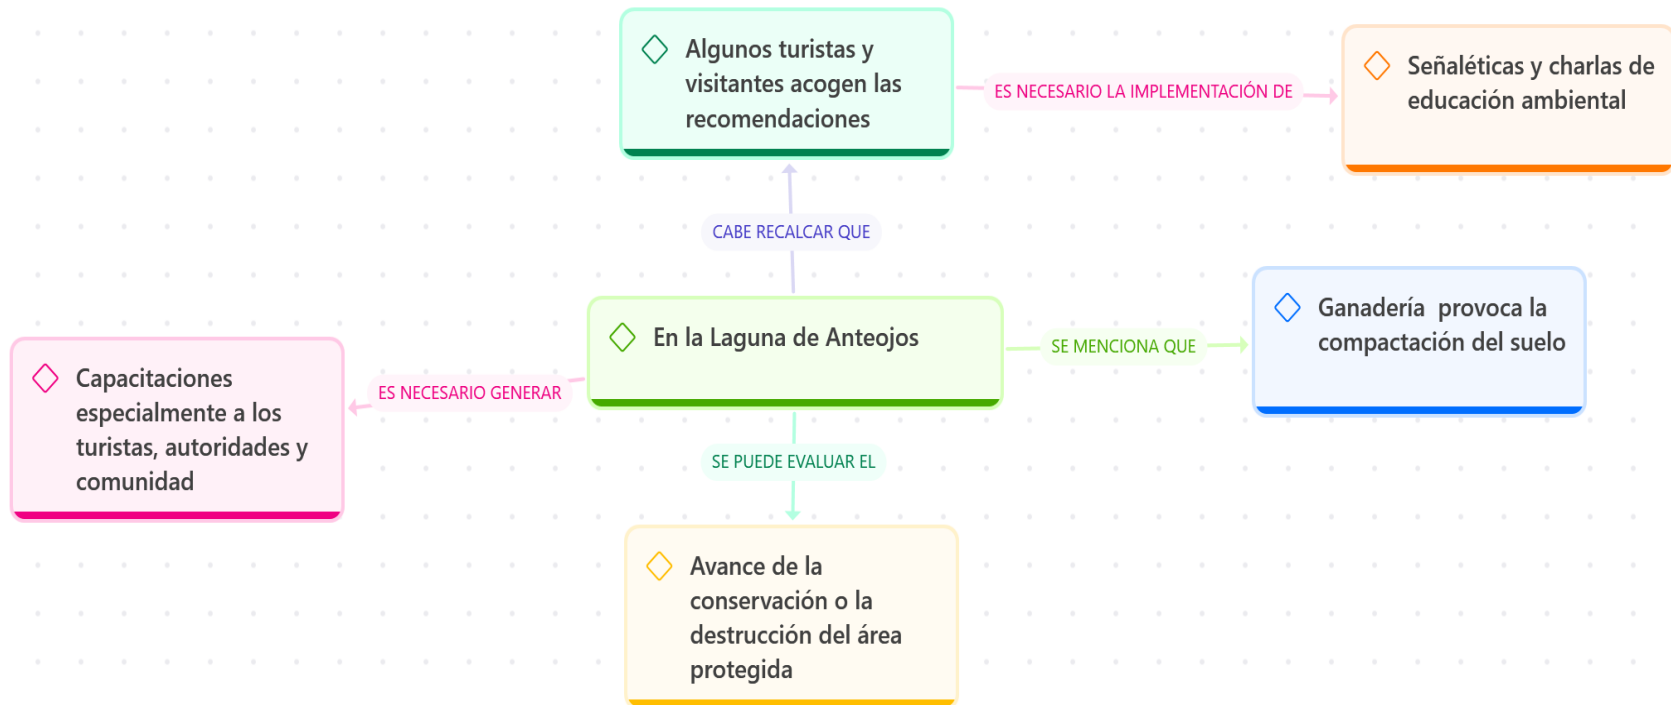 Algunos turistas y
visitantes acogen las
recomendaciones
ES NECESARIO LA IMPLEMENTACIÓN DE
Señaléticas y charlas de
educación ambiental
CABE RECALCAR QUE
En la Laguna de Anteojos
SE MENCIONA QUE
Ganadería provoca la
compactación del suelo
ES NECESARIO GENERAR
Capacitaciones
especialmente a los
turistas, autoridades y
comunidad
SE PUEDE EVALUAR EL
Avance de la
conservación o la
destrucción del área
protegida